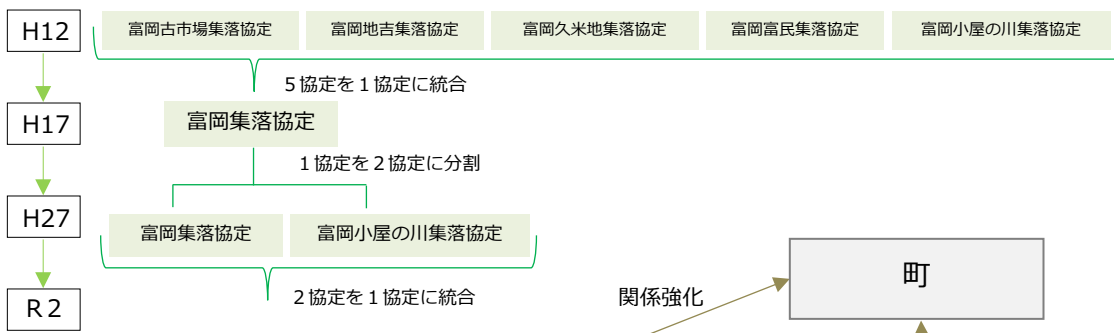 H12
富岡古市場集落協定
富岡地吉集落協定
富岡久米地集落協定
富岡富民集落協定
富岡小屋の川集落協定
５協定を１協定に統合
H17
富岡集落協定
１協定を２協定に分割
H27
富岡集落協定
富岡小屋の川集落協定
２協定を１協定に統合
R２
関係強化
町